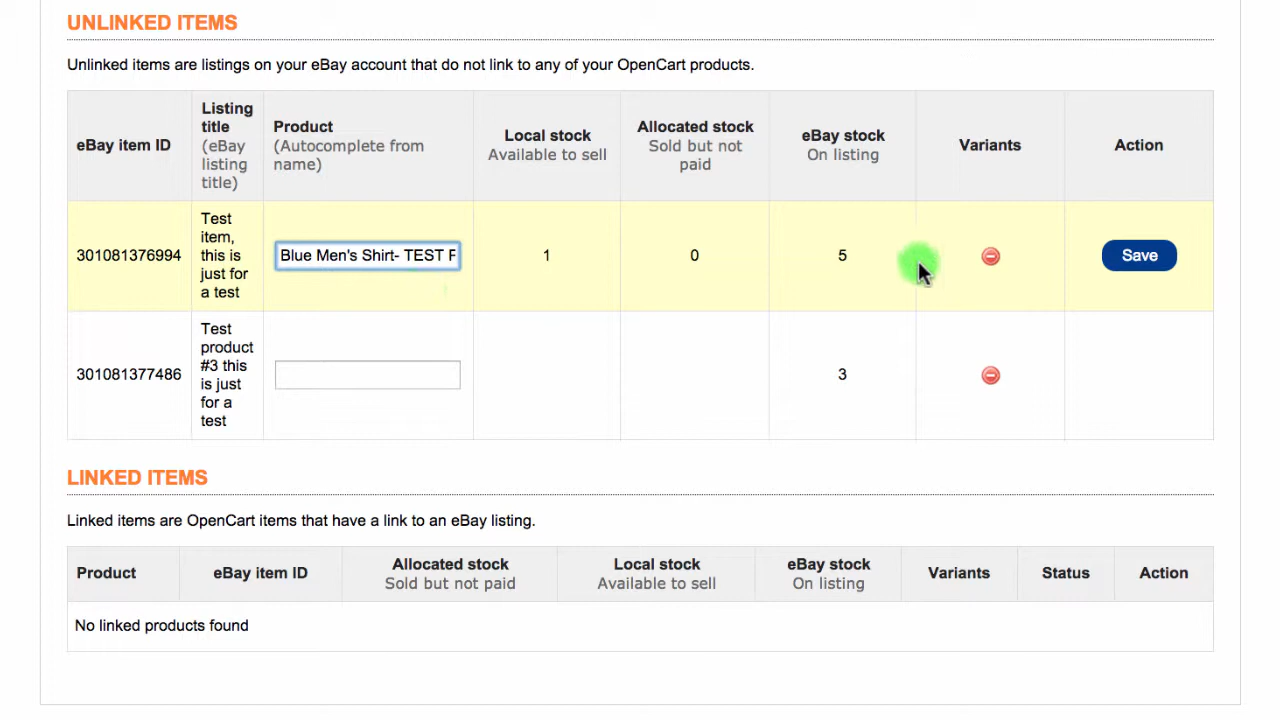 UNLINKED ITEMS
Unlinked items are listings on your eBay account that do not link to any of your OpenCart products.
eBay item ID
Listing
title
(eBay
listing
title)
Product
(Autocomplete from
name)
Local stock
Available to sell
Allocated stock
Sold but not
paid
eBay stock
On listing
Variants
Action
301081376994
Test
item,
this is
just for
a test
Blue Men's Shirt- TEST
1
0
5
Save
301081377486
Test
product
#3 this
is just
for a
test
3
LINKED ITEMS
Linked items are OpenCart items that have a link to an eBay listing.
Product
eBay item ID
Allocated stock
Sold but not paid
Local stock
Available to sell
eBay stock
On listing
Variants
Status
Action
No linked products found